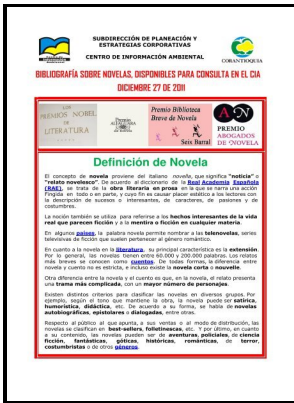 SUBDIRECCIÓN DE PLANEACIÓN Y
ESTRATEGIAS CORPORATIVAS
CENTRO DE INFORMACIÓN AMBIENTAL
CORANTIOQUIA
BIBLIOGRAFÍA SOBRE NOVELAS, DISPONIBLES PARA CONSULTA EN EL CIA
DICIEMBRE 27 DE 2011
LOS
PREMIOS NOBEL
DE
LITERATURA
Premio
ALFAGUARA
Premio Biblioteca
Breve de Novela
Seix Barral
PREMIO
ABOGADOS
DE NOVELA
Definición de Novela
El concepto de novela proviene del italiano novella, que significa "noticia" o
"relato novelesco". De acuerdo al diccionario de la Real Academia Española
(RAE), se trata de la obra literaria en prosa en la que se narra una acción
fingida en todo o en parte, y cuyo fin es causar placer estético a los lectores con
la descripción de sucesos o interesantes, de caracteres, de pasiones y de
costumbres.
La noción también se utiliza para referirse a los hechos interesantes de la vida
real que parecen ficción y a la mentira o ficción en cualquier materia.
En algunos países, la palabra novela permite nombrar a las telenovelas, series
televisivas de ficción que suelen pertenecer al género romántico.
En cuanto a la novela en la literatura, su principal característica es la extensión.
Por lo general, las novelas tienen entre 60.000 y 200.000 palabras. Los relatos
más breves se conocen como cuentos. De todas formas, la diferencia entre
novela y cuento no es estricta, e incluso existe la novela corta o nouvelle.
Otra diferencia entre la novela y el cuento es que, en la novela, el relato presenta
una trama más complicada, con un mayor número de personajes.
Existen distintos criterios para clasificar las novelas en diversos grupos. Por
ejemplo, según el tono que mantiene la obra, la novela puede ser satírica,
humorística, didáctica, etc. De acuerdo a su forma, se habla de novelas
autobiográficas, epistolares o dialogadas, entre otras.
Respecto al público al que apunta, a sus ventas o al modo de distribución, las
novelas se clasifican en best-sellers, folletinescas, etc. Y por último, en cuanto
a su contenido, las novelas pueden ser de aventuras, policiales, de ciencia
ficción, fantásticas, góticas, históricas, románticas, de terror,
costumbristas o de otros géneros.